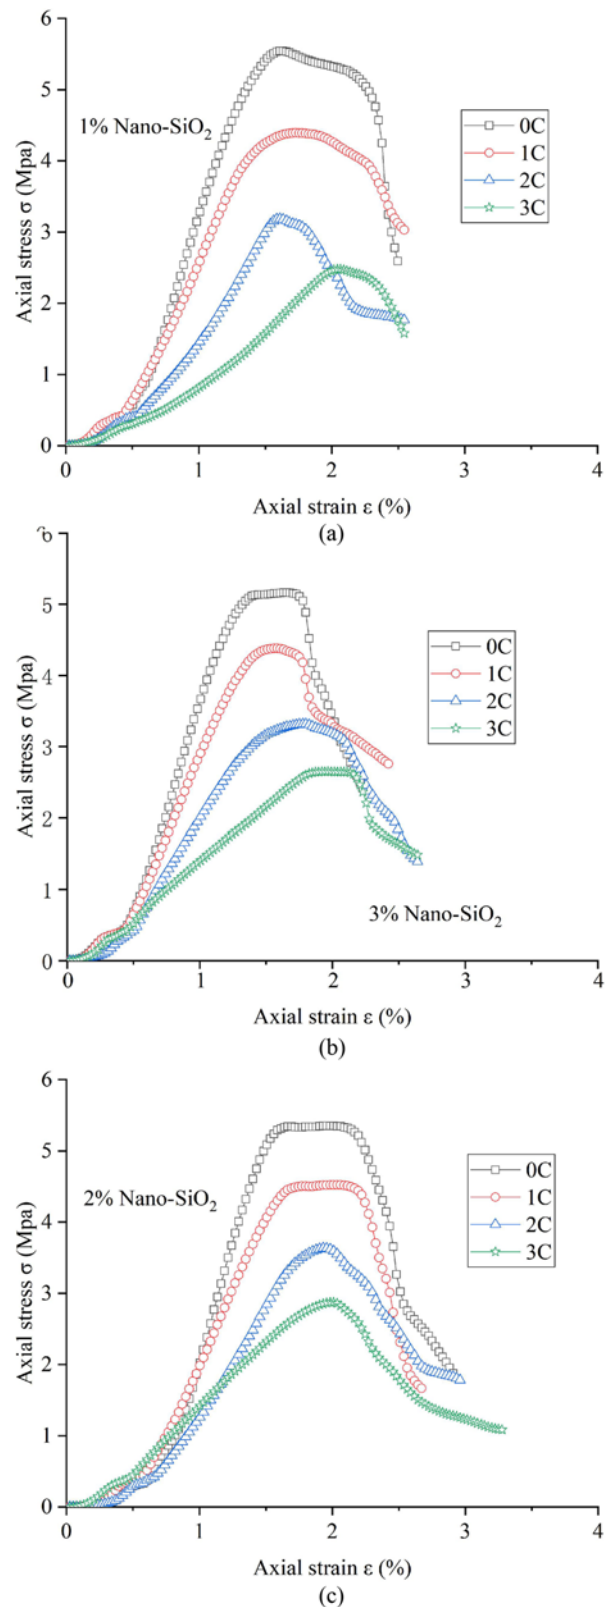 6
5
4
3
2
1
0
Axial stress σ (Mpa)
1% Nano-SiO₂
0C
1C
2C
3C
0 1 2 3 4
Axial strain ε (%)
(a)
6
5
4
3
2
1
0
Axial stress σ (Mpa)
0C
1C
2C
3C
3% Nano-SiO₂
0 1 2 3 4
Axial strain ε (%)
(b)
6
5
4
3
2
1
0
Axial stress σ (Mpa)
2% Nano-SiO₂
0C
1C
2C
3C
0 1 2 3 4
Axial strain ε (%)
(c)